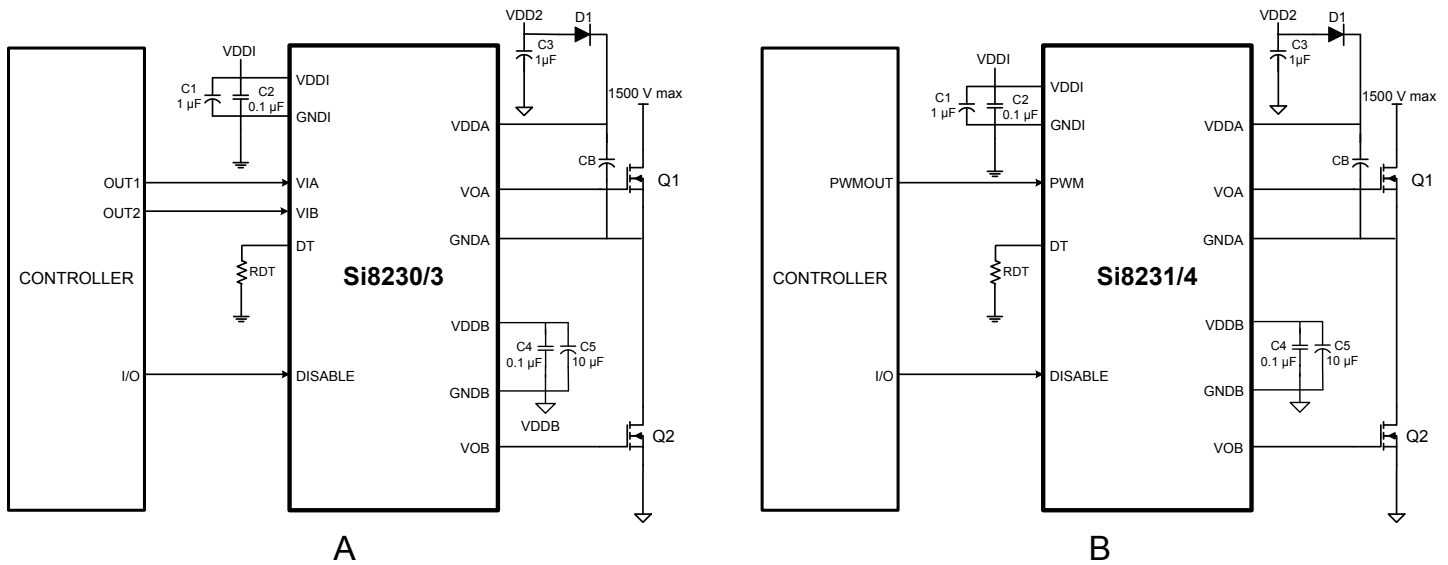 VDD2
D1
C3
1µF
VDDI
C1
1 µF
C2
0.1 µF
VDDI
GNDI
1500 V max
VDDA
CB
OUT1
VIA
VOA
Q1
OUT2
VIB
DT
GNDA
RDT
CONTROLLER
Si8230/3
VDDB
C4
0.1 µF
C5
10 µF
I/O
DISABLE
GNDB
VDDB
VOB
Q2
A
VDD2
D1
C3
1µF
VDDI
C1
1 µF
C2
0.1 µF
VDDI
GNDI
1500 V max
VDDA
CB
PWMOUT
PWM
VOA
Q1
DT
GNDA
RDT
CONTROLLER
Si8231/4
VDDB
C4
0.1 µF
C5
10 µF
I/O
DISABLE
GNDB
VOB
Q2
B